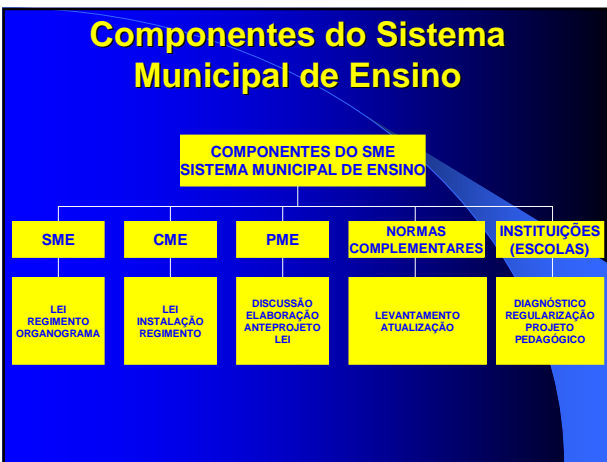 Componentes do Sistema
Municipal de Ensino
COMPONENTES DO SME
SISTEMA MUNICIPAL DE ENSINO
SME
CME
PME
NORMAS
COMPLEMENTARES
INSTITUIÇÕES
(ESCOLAS)
LEI
REGIMENTO
ORGANOGRAMA
LEI
INSTALAÇÃO
REGIMENTO
DISCUSSÃO
ELABORAÇÃO
ANTEPROJETO
LEI
LEVANTAMENTO
ATUALIZAÇÃO
DIAGNÓSTICO
REGULARIZAÇÃO
PROJETO
PEDAGÓGICO